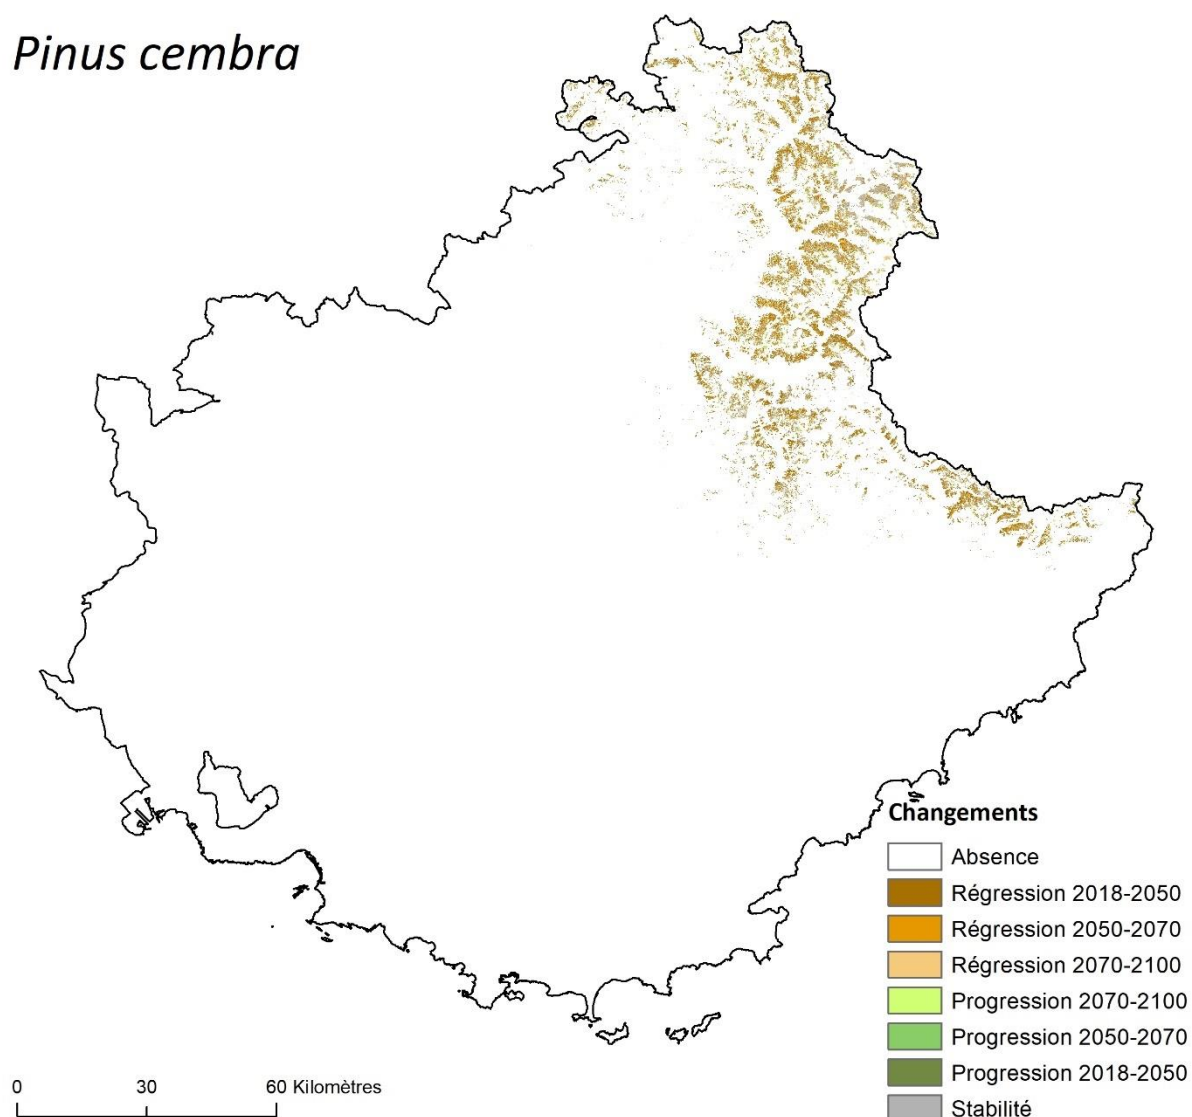 Pinus cembra
Changements
Absence
Régression 2018-2050
Régression 2050-2070
Régression 2070-2100
Progression 2070-2100
Progression 2050-2070
Progression 2018-2050
Stabilité
0 30 60 Kilomètres